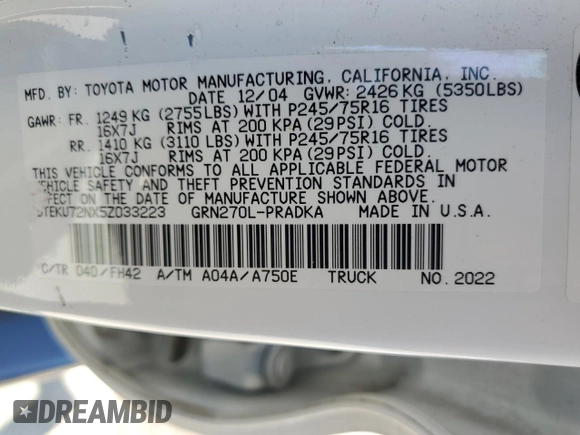 MFD. BY: TOYOTA MOTOR MANUFACTURING, CALIFORNIA, INC.
DATE 12/04 GVWR: 2426 KG (5350LBS)
GAWR: FR. 1249 KG (2755LBS) WITH P245/75R16 TIRES
16X7J RIMS AT 200 KPA (29PSI) COLD.
RR. 1410 KG (3110 LBS) WITH P245/75R16 TIRES
16X7J RIMS AT 200 KPA (29PSI) COLD.
THIS VEHICLE CONFORMS TO ALL APPLICABLE FEDERAL MOTOR
VEHICLE SAFETY AND THEFT PREVENTION STANDARDS IN
EFFECT ON THE DATE OF MANUFACTURE SHOWN ABOVE.
5TEKU72NX5Z033223 GRN270L-PRADKA MADE IN U.S.A.
C/TR 040/FH42 A/TM A04A/A750E TRUCK NO. 2022
DREAMBID